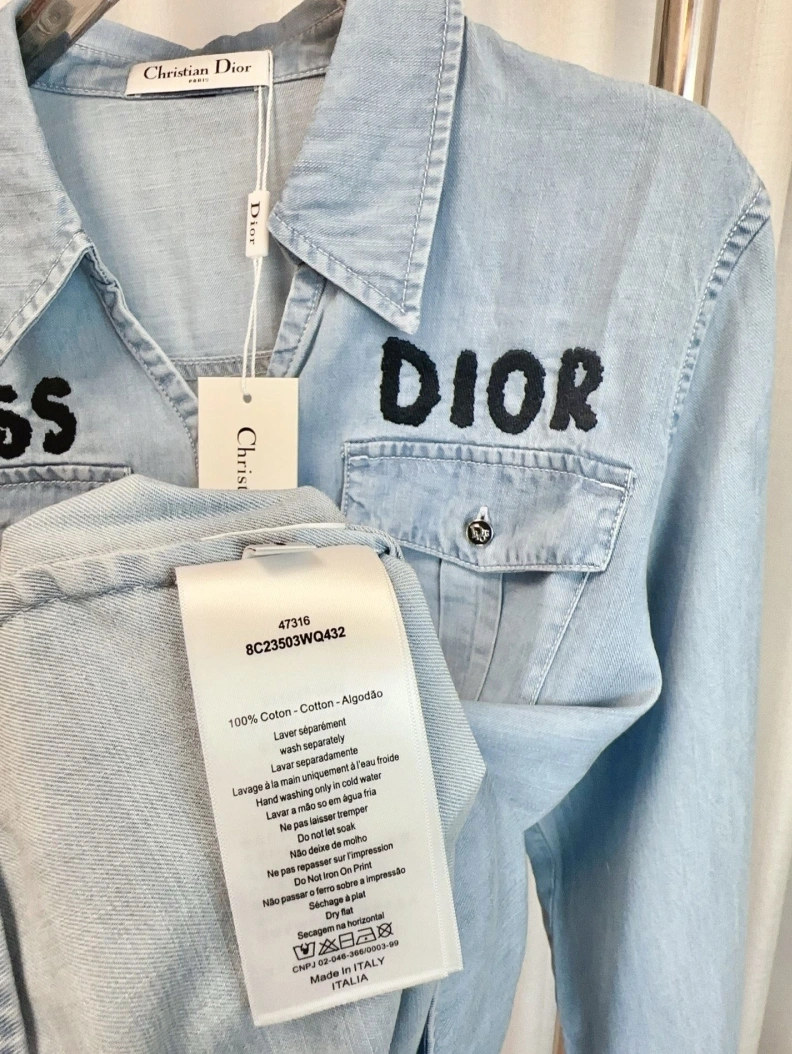 Christian Dior
PARIS
Dior
DIOR
SS
Christ
47316
8C23503WQ432
100% Coton - Cotton - Algodão
Laver séparément
wash separately
Lavar separadamente
Lavage à la main uniquement à l'eau froide
Hand washing only in cold water
Lavar a mão so em água fria
Ne pas laisser tremper
Do not let soak
Não deixe de molho
Ne pas repasser sur l'impression
Do Not Iron On Print
Não passar o ferro sobre a impressão
Séchage à plat
Dry flat
Secagem na horizontal
CNPJ 02-046-366/0003-99
Made In ITALY
ITALIA